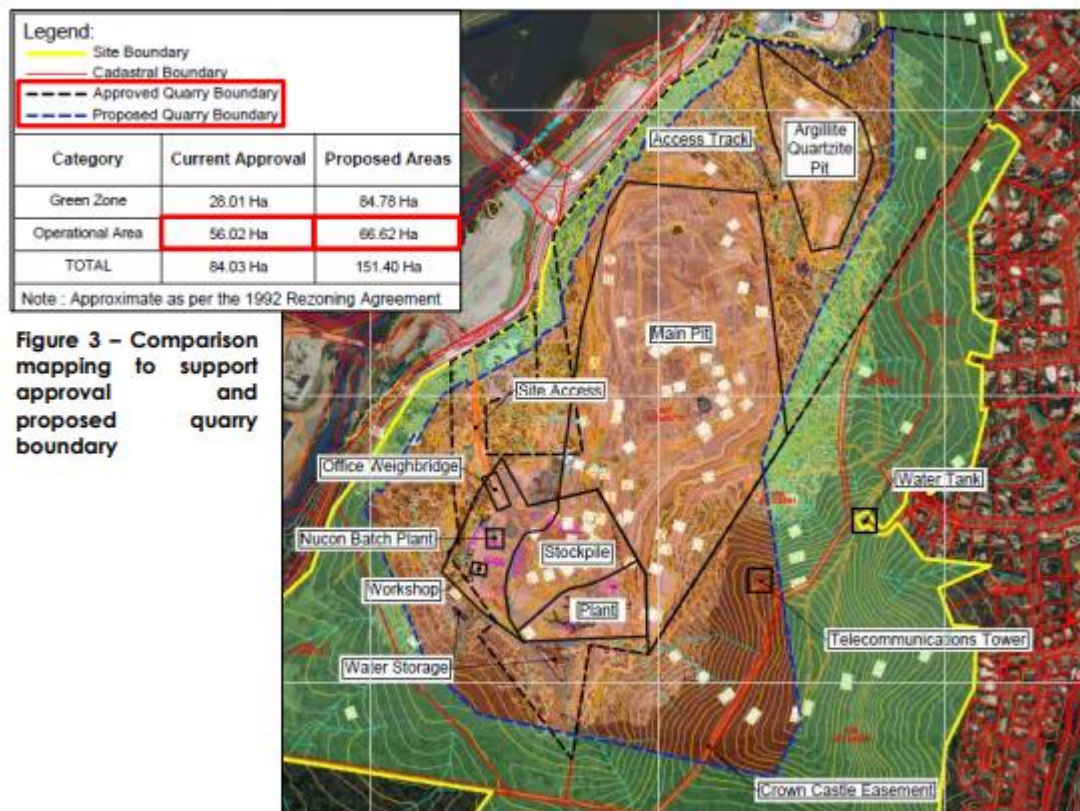 Legend:
Site Boundary
Cadastral Boundary
Approved Quarry Boundary
Proposed Quarry Boundary
Category Current Approval Proposed Areas
Green Zone 28.01 Ha 84.78 Ha
Operational Area 56.02 Ha 66.62 Ha
TOTAL 84.03 Ha 151.40 Ha
Note : Approximate as per the 1992 Rezoning Agreement
Figure 3 – Comparison
mapping to support
approval and
proposed quarry
boundary
Access Track
Argillite
Quartzite
Pit
Main Pit
Site Access
Office Weighbridge
Water Tank
Nucon Batch Plant
Stockpile
Workshop
Plant
Telecommunications Tower
Water Storage
Crown Castle Easement